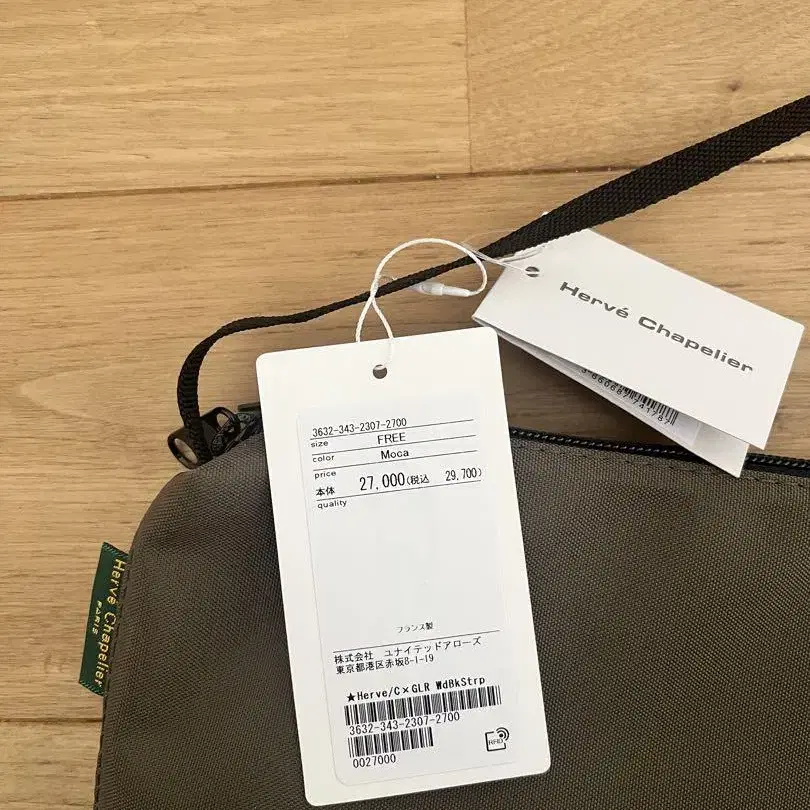 Hervé Chapelier
3632-343-2307-2700
size FREE
color Moca
price
本体 27,000(税込 29,700)
quality
フランス製
株式会社 ユナイテッドアローズ
東京都港区赤坂8-1-19
★Herve/C×GLR WdBkStrp
3632-343-2307-2700
0027000
RFID
Hervé Chapelier
PARIS